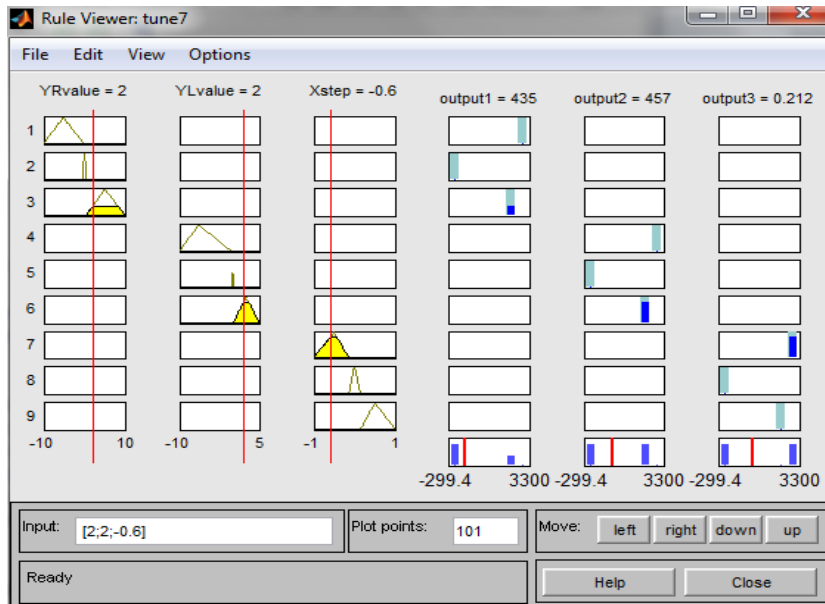 Rule Viewer: tune7
File Edit View Options
YRvalue = 2 YLvalue = 2 Xstep = -0.6 output1 = 435 output2 = 457 output3 = 0.212
1
2
3
4
5
6
7
8
9
-10 10 -10 5 -1 1
-299.4 3300 -299.4 3300 -299.4 3300
Input: [2;2;-0.6] Plot points: 101 Move: left right down up
Ready Help Close